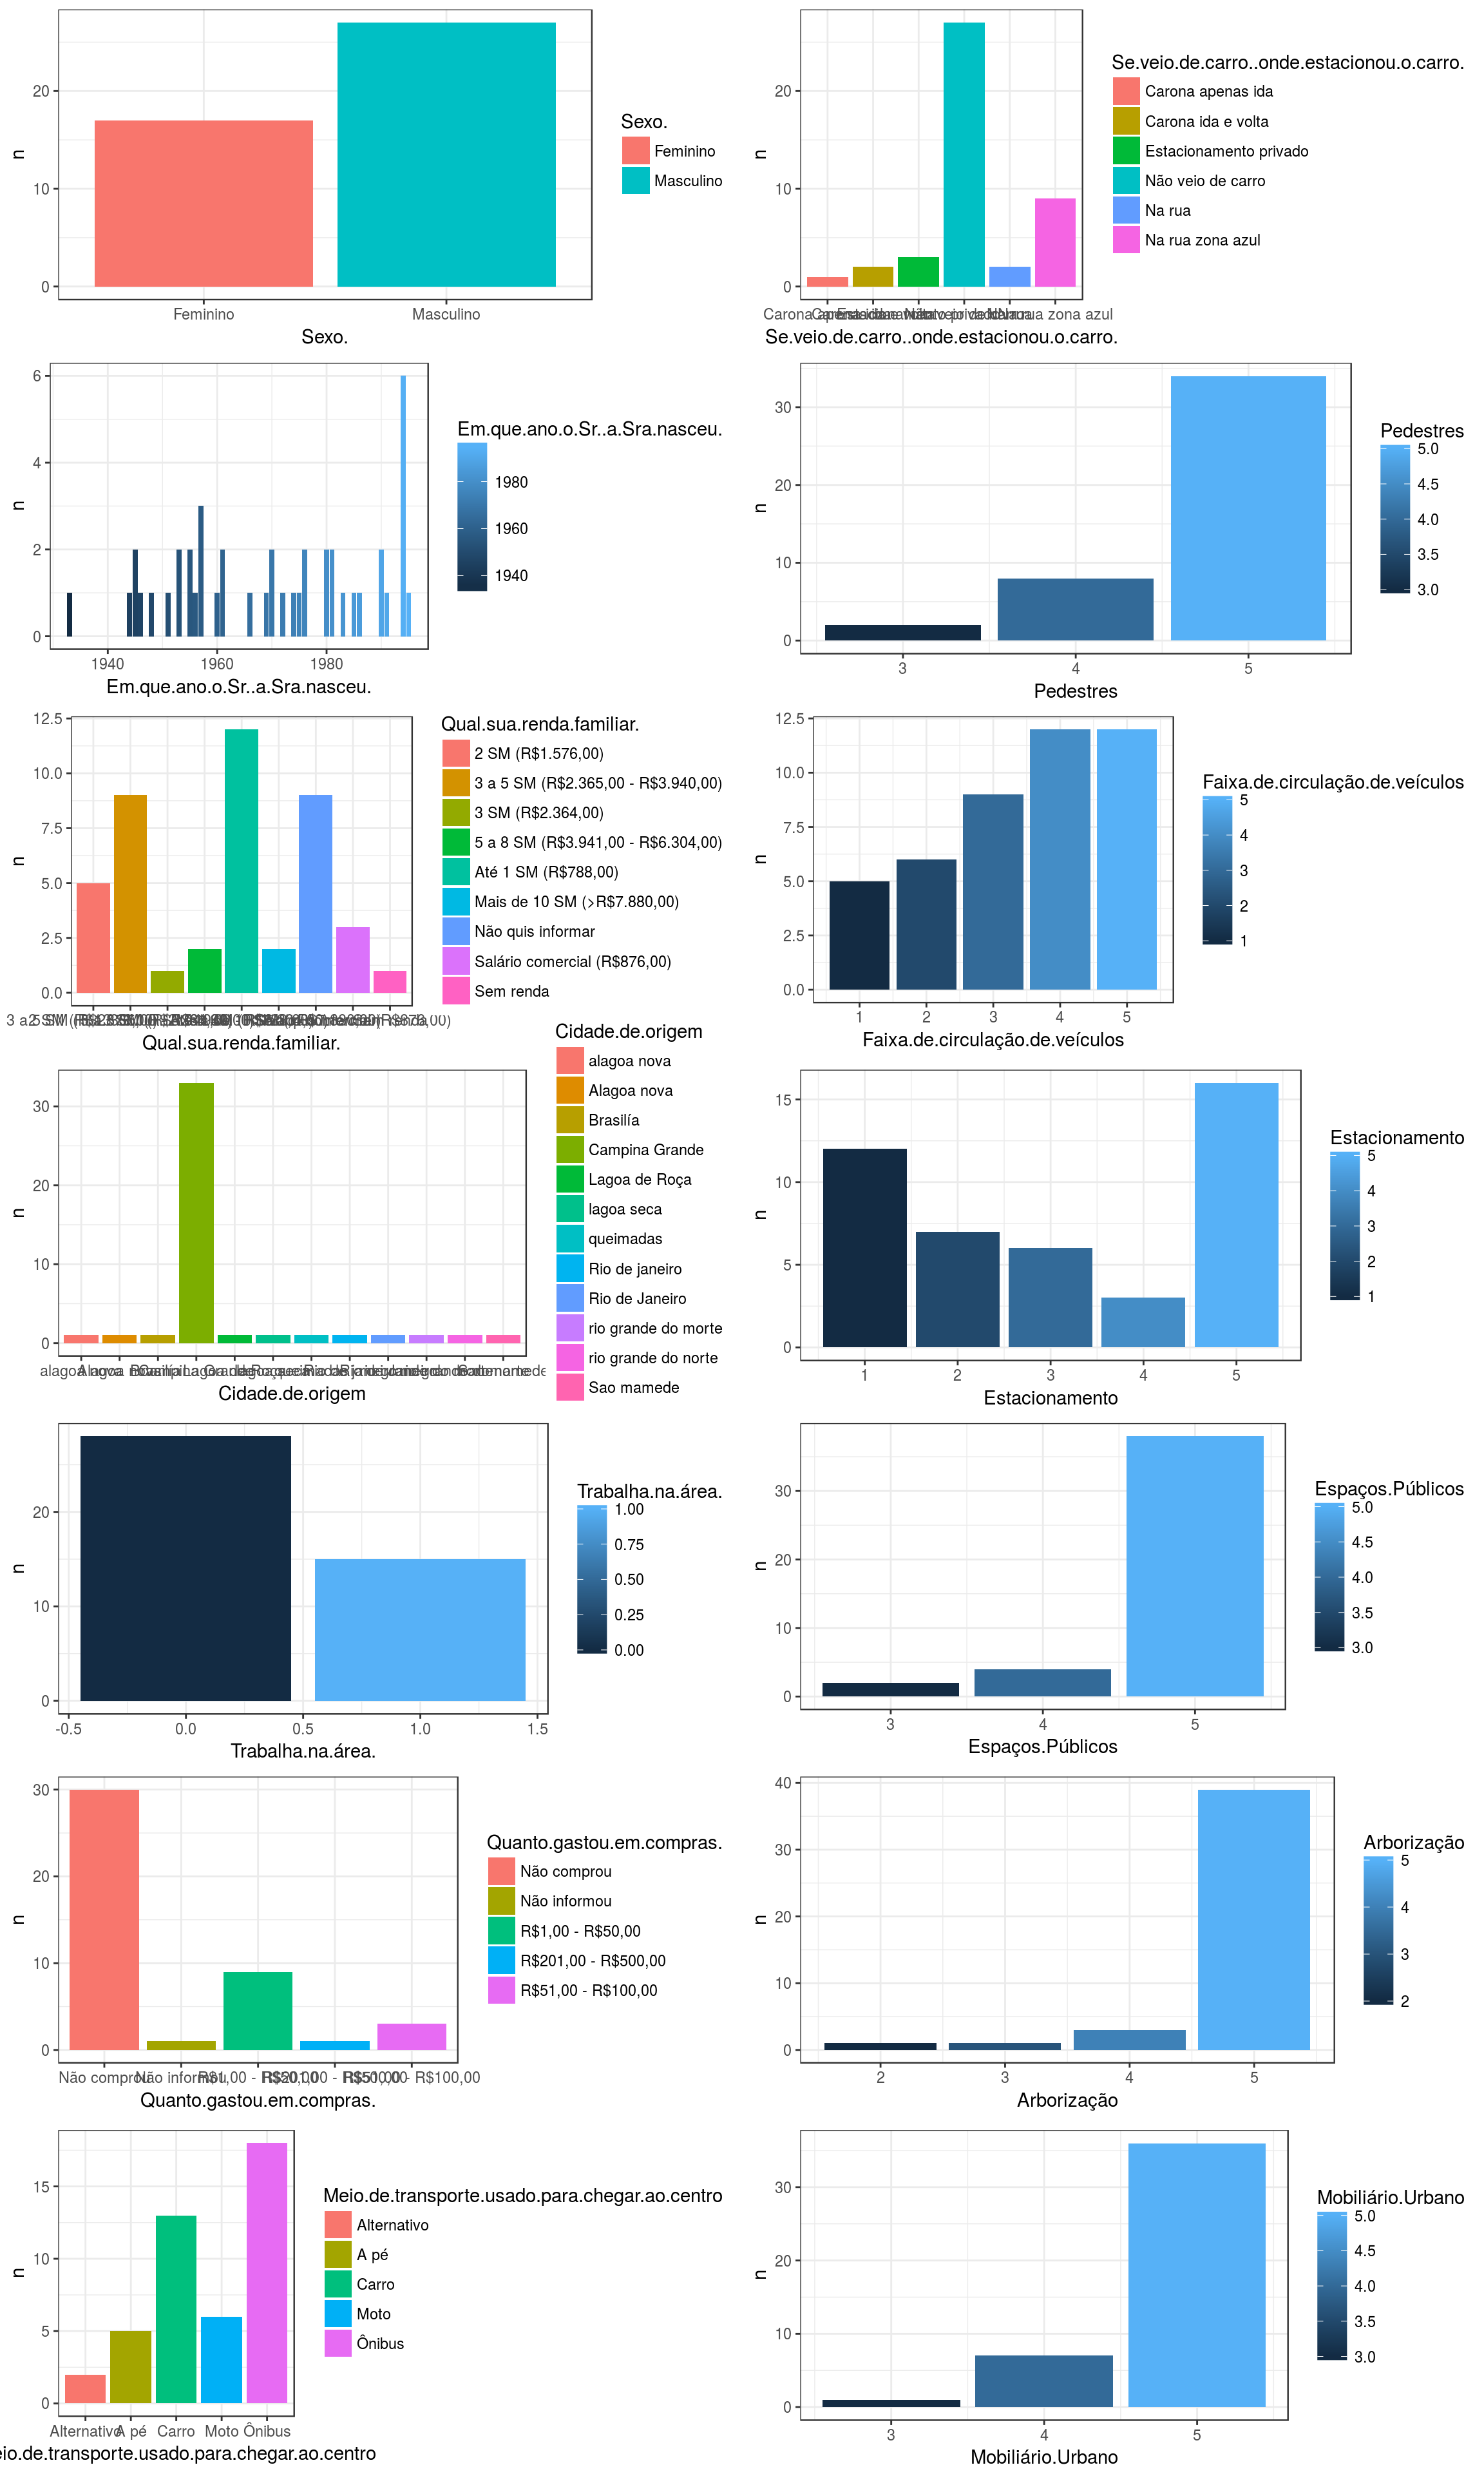 n
20
10
0
Feminino
Masculino
Sexo.
Sexo.
Feminino
Masculino
n
20
10
0
Na rua zona azul
Se.veio.de.carro..onde.estacionou.o.carro.
Se.veio.de.carro..onde.estacionou.o.carro.
Carona apenas ida
Carona ida e volta
Estacionamento privado
Não veio de carro
Na rua
Na rua zona azul
n
6
4
2
0
1940
1960
1980
Em.que.ano.o.Sr..a.Sra.nasceu.
Em.que.ano.o.Sr..a.Sra.nasceu.
1980
1960
1940
n
30
20
10
0
3
4
5
Pedestres
Pedestres
5.0
4.5
4.0
3.5
3.0
n
12.5
10.0
7.5
5.0
2.5
0.0
Qual.sua.renda.familiar.
Qual.sua.renda.familiar.
2 SM (R$1.576,00)
3 a 5 SM (R$2.365,00 - R$3.940,00)
3 SM (R$2.364,00)
5 a 8 SM (R$3.941,00 - R$6.304,00)
Até 1 SM (R$788,00)
Mais de 10 SM (>R$7.880,00)
Não quis informar
Salário comercial (R$876,00)
Sem renda
n
12.5
10.0
7.5
5.0
2.5
0.0
1
2
3
4
5
Faixa.de.circulação.de.veículos
Faixa.de.circulação.de.veículos
5
4
3
2
1
n
30
20
10
0
Cidade.de.origem
Cidade.de.origem
alagoa nova
Alagoa nova
Brasilía
Campina Grande
Lagoa de Roça
lagoa seca
queimadas
Rio de janeiro
Rio de Janeiro
rio grande do morte
rio grande do norte
Sao mamede
n
15
10
5
0
1
2
3
4
5
Estacionamento
Estacionamento
5
4
3
2
1
n
20
10
0
-0.5
0.0
0.5
1.0
1.5
Trabalha.na.área.
Trabalha.na.área.
1.00
0.75
0.50
0.25
0.00
n
30
20
10
0
3
4
5
Espaços.Públicos
Espaços.Públicos
5.0
4.5
4.0
3.5
3.0
n
30
20
10
0
Não comprou
Não informou
Quanto.gastou.em.compras.
Quanto.gastou.em.compras.
Não comprou
Não informou
R$1,00 - R$50,00
R$201,00 - R$500,00
R$51,00 - R$100,00
n
40
30
20
10
0
2
3
4
5
Arborização
Arborização
5
4
3
2
n
15
10
5
0
Alternativo
A pé
Carro
Moto
Ônibus
eio.de.transporte.usado.para.chegar.ao.centro
Meio.de.transporte.usado.para.chegar.ao.centro
Alternativo
A pé
Carro
Moto
Ônibus
n
30
20
10
0
3
4
5
Mobiliário.Urbano
Mobiliário.Urbano
5.0
4.5
4.0
3.5
3.0